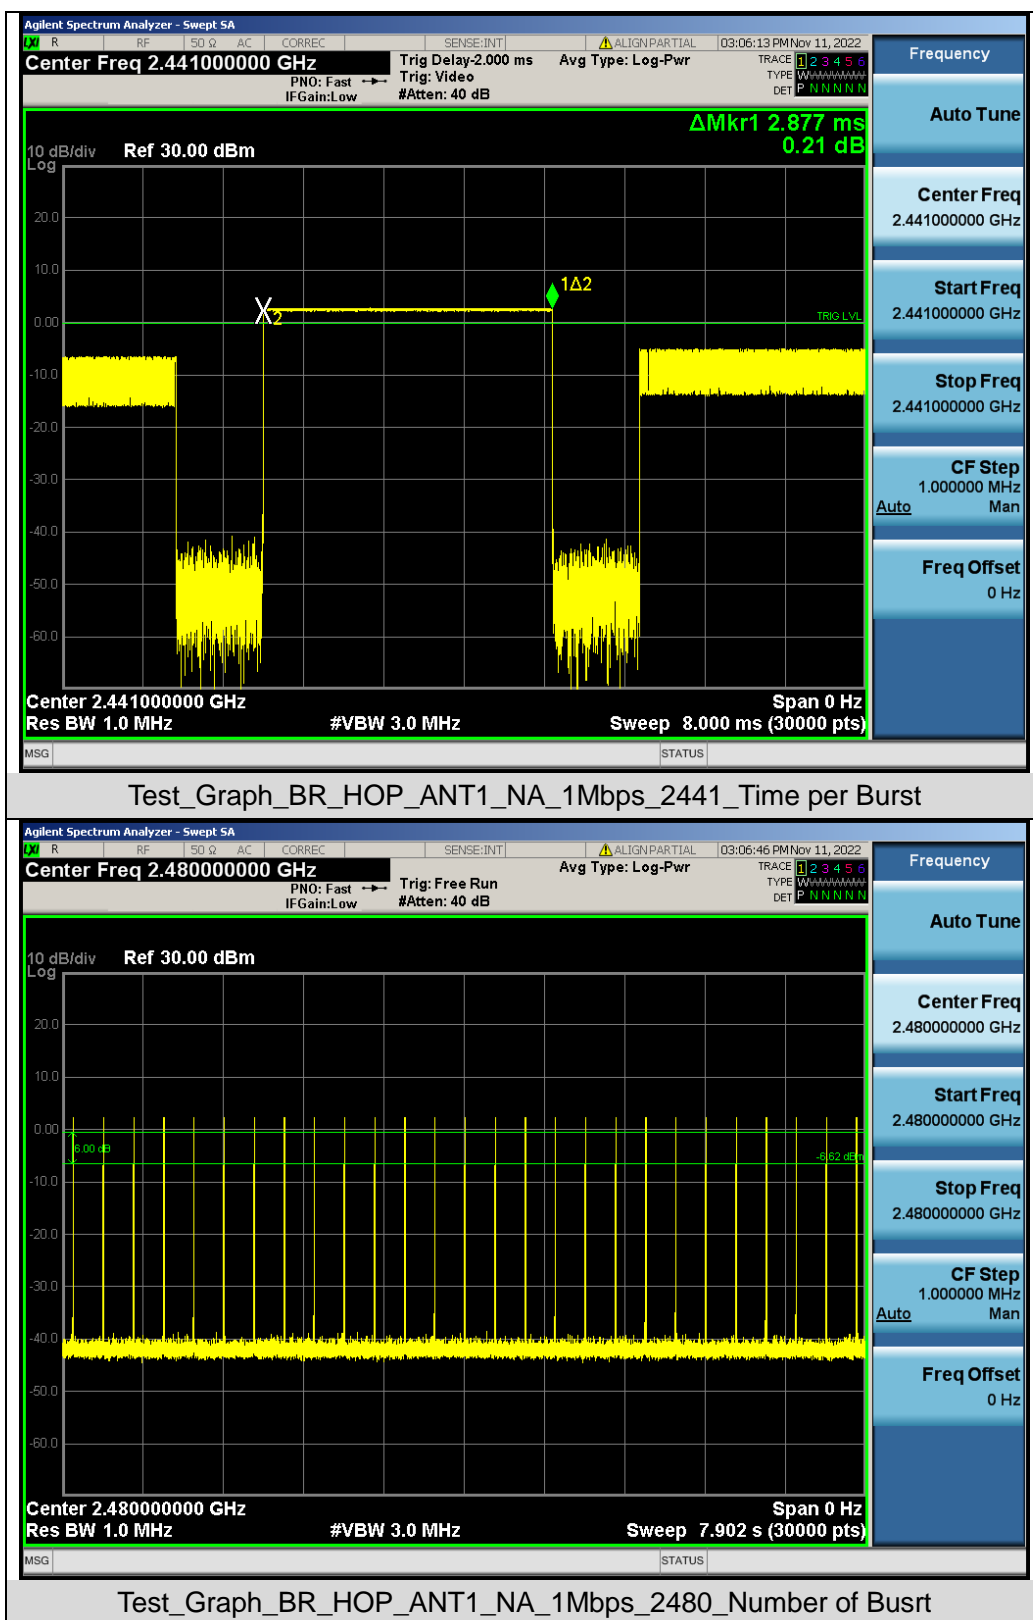 Agilent Spectrum Analyzer - Swept SA
LXI R RF 50 Ω AC CORREC SENSE:INT ALIGN PARTIAL 03:06:13 PM Nov 11, 2022
Center Freq 2.441000000 GHz Trig Delay-2.000 ms Avg Type: Log-Pwr TRACE 1 2 3 4 5 6
PNO: Fast Trig: Video TYPE WWWWWW
IFGain:Low #Atten: 40 dB DET P N N N N N
ΔMkr1 2.877 ms
0.21 dB
10 dB/div Ref 30.00 dBm
Log
20.0
10.0
1Δ2
2
0.00
TRIG LVL
-10.0
-20.0
-30.0
-40.0
-50.0
-60.0
Center 2.441000000 GHz Span 0 Hz
Res BW 1.0 MHz #VBW 3.0 MHz Sweep 8.000 ms (30000 pts)
MSG STATUS
Frequency
Auto Tune
Center Freq
2.441000000 GHz
Start Freq
2.441000000 GHz
Stop Freq
2.441000000 GHz
CF Step
1.000000 MHz
Auto Man
Freq Offset
0 Hz
Test_Graph_BR_HOP_ANT1_NA_1Mbps_2441_Time per Burst
Agilent Spectrum Analyzer - Swept SA
LXI R RF 50 Ω AC CORREC SENSE:INT ALIGN PARTIAL 03:06:46 PM Nov 11, 2022
Center Freq 2.480000000 GHz Avg Type: Log-Pwr TRACE 1 2 3 4 5 6
PNO: Fast Trig: Free Run TYPE WWWWWW
IFGain:Low #Atten: 40 dB DET P N N N N N
10 dB/div Ref 30.00 dBm
Log
20.0
10.0
0.00
6.00 dB
-6.62 dBm
-10.0
-20.0
-30.0
-40.0
-50.0
-60.0
Center 2.480000000 GHz Span 0 Hz
Res BW 1.0 MHz #VBW 3.0 MHz Sweep 7.902 s (30000 pts)
MSG STATUS
Frequency
Auto Tune
Center Freq
2.480000000 GHz
Start Freq
2.480000000 GHz
Stop Freq
2.480000000 GHz
CF Step
1.000000 MHz
Auto Man
Freq Offset
0 Hz
Test_Graph_BR_HOP_ANT1_NA_1Mbps_2480_Number of Busrt